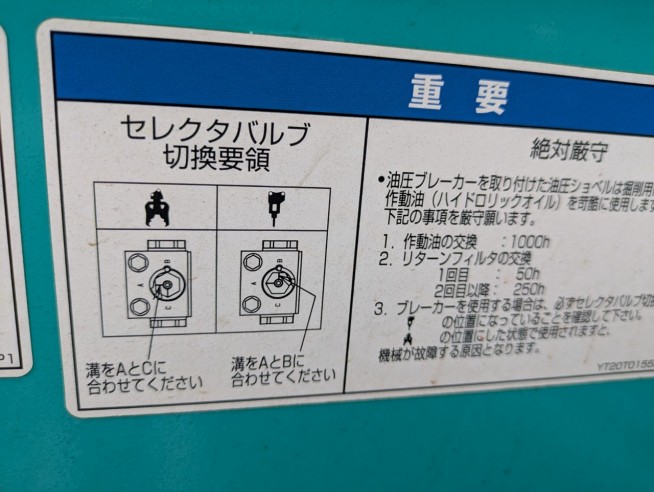 重要
セレクタバルブ
切換要領
B
A
C
B
A
C
溝をAとCに
合わせてください
溝をAとBに
合わせてください
絶対厳守
•油圧ブレーカーを取り付けた油圧ショベルは掘削用
作動油（ハイドロリックオイル）を苛酷に使用しま
下記の事項を厳守願います。
1. 作動油の交換 :1000h
2. リターンフィルタの交換
1回目 : 50h
2回目以降: 250h
3. ブレーカーを使用する場合は、必ずセレクタバルブ切
の位置になっていることを確認して下さい。
の位置にした状態で使用されますと、
機械が故障する原因となります。
YT20T0155
P1